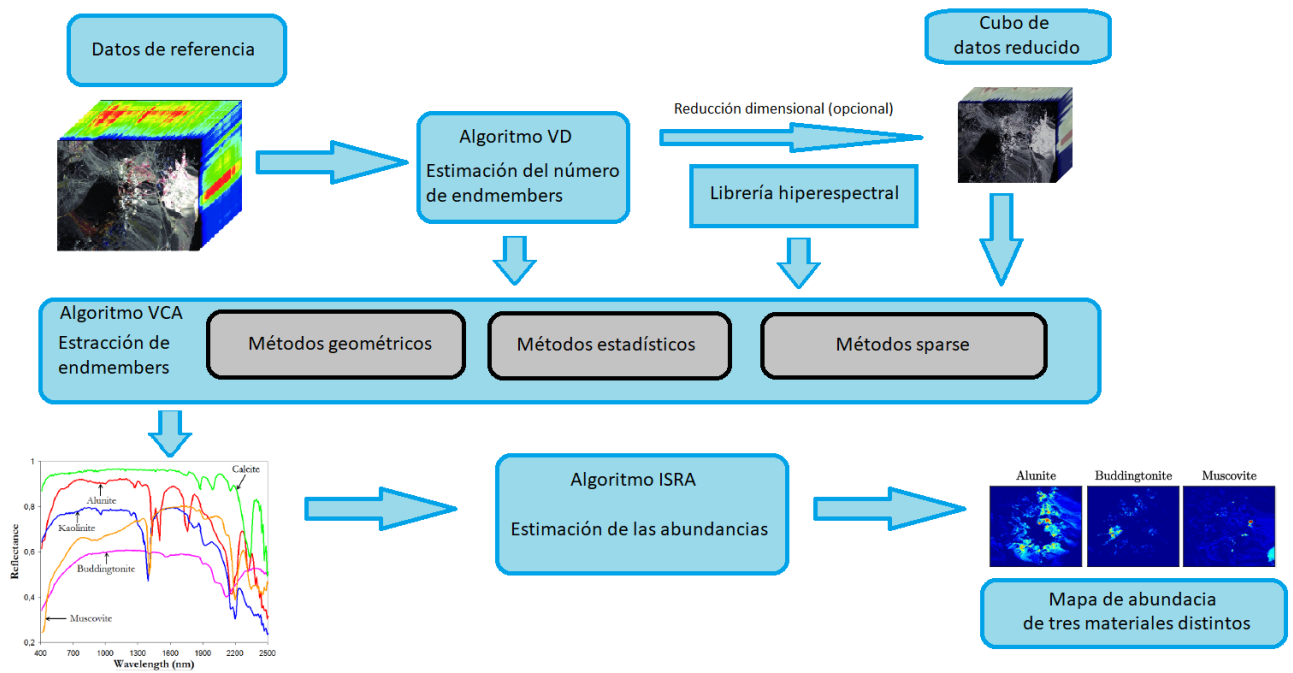 Datos de referencia
Cubo de
datos reducido
Reducción dimensional (opcional)
Algoritmo VD
Estimación del número
de endmembers
Librería hiperespectral
Algoritmo VCA
Estracción de
endmembers
Métodos geométricos
Métodos estadísticos
Métodos sparse
1
0,8
0,6
0,4
0,2
Reflectance
Calcite
Alunite
Kaolinite
Buddingtonite
Muscovite
400
700
1000
1300
1600
1900
2200
2500
Wavelength (nm)
Algoritmo ISRA
Estimación de las abundancias
Alunite
Buddingtonite
Muscovite
Mapa de abundacia
de tres materiales distintos